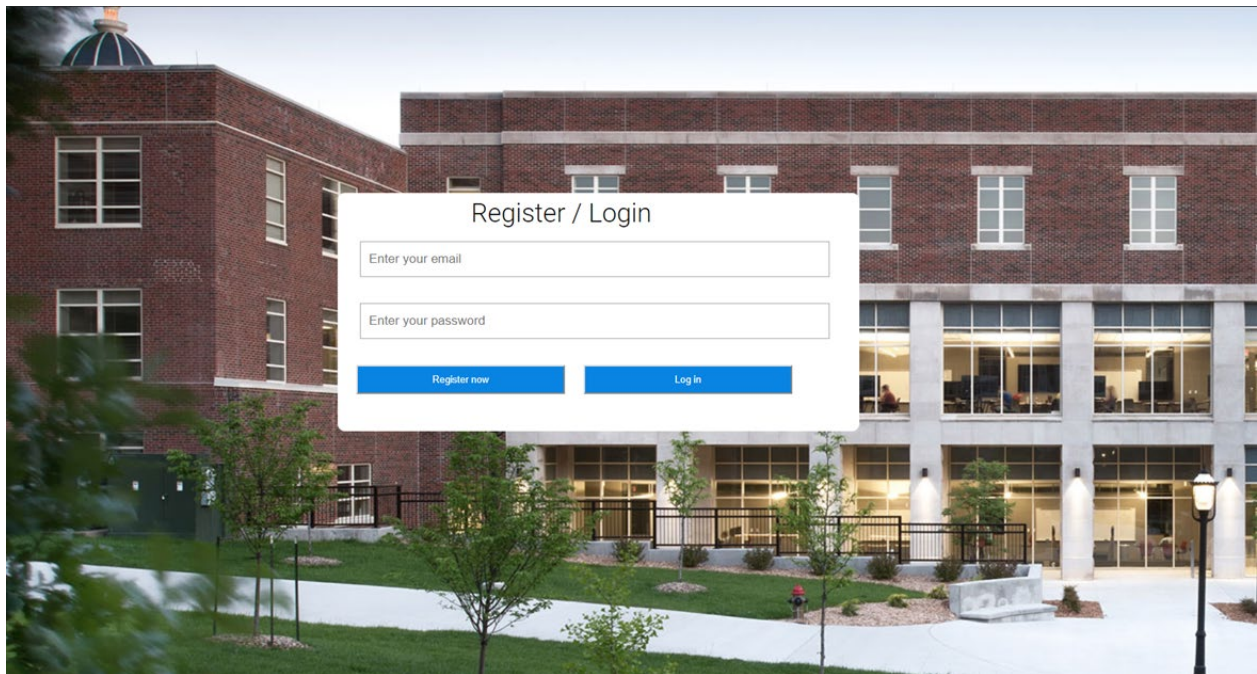 Register / Login
Enter your email
Enter your password
Register now
Log in